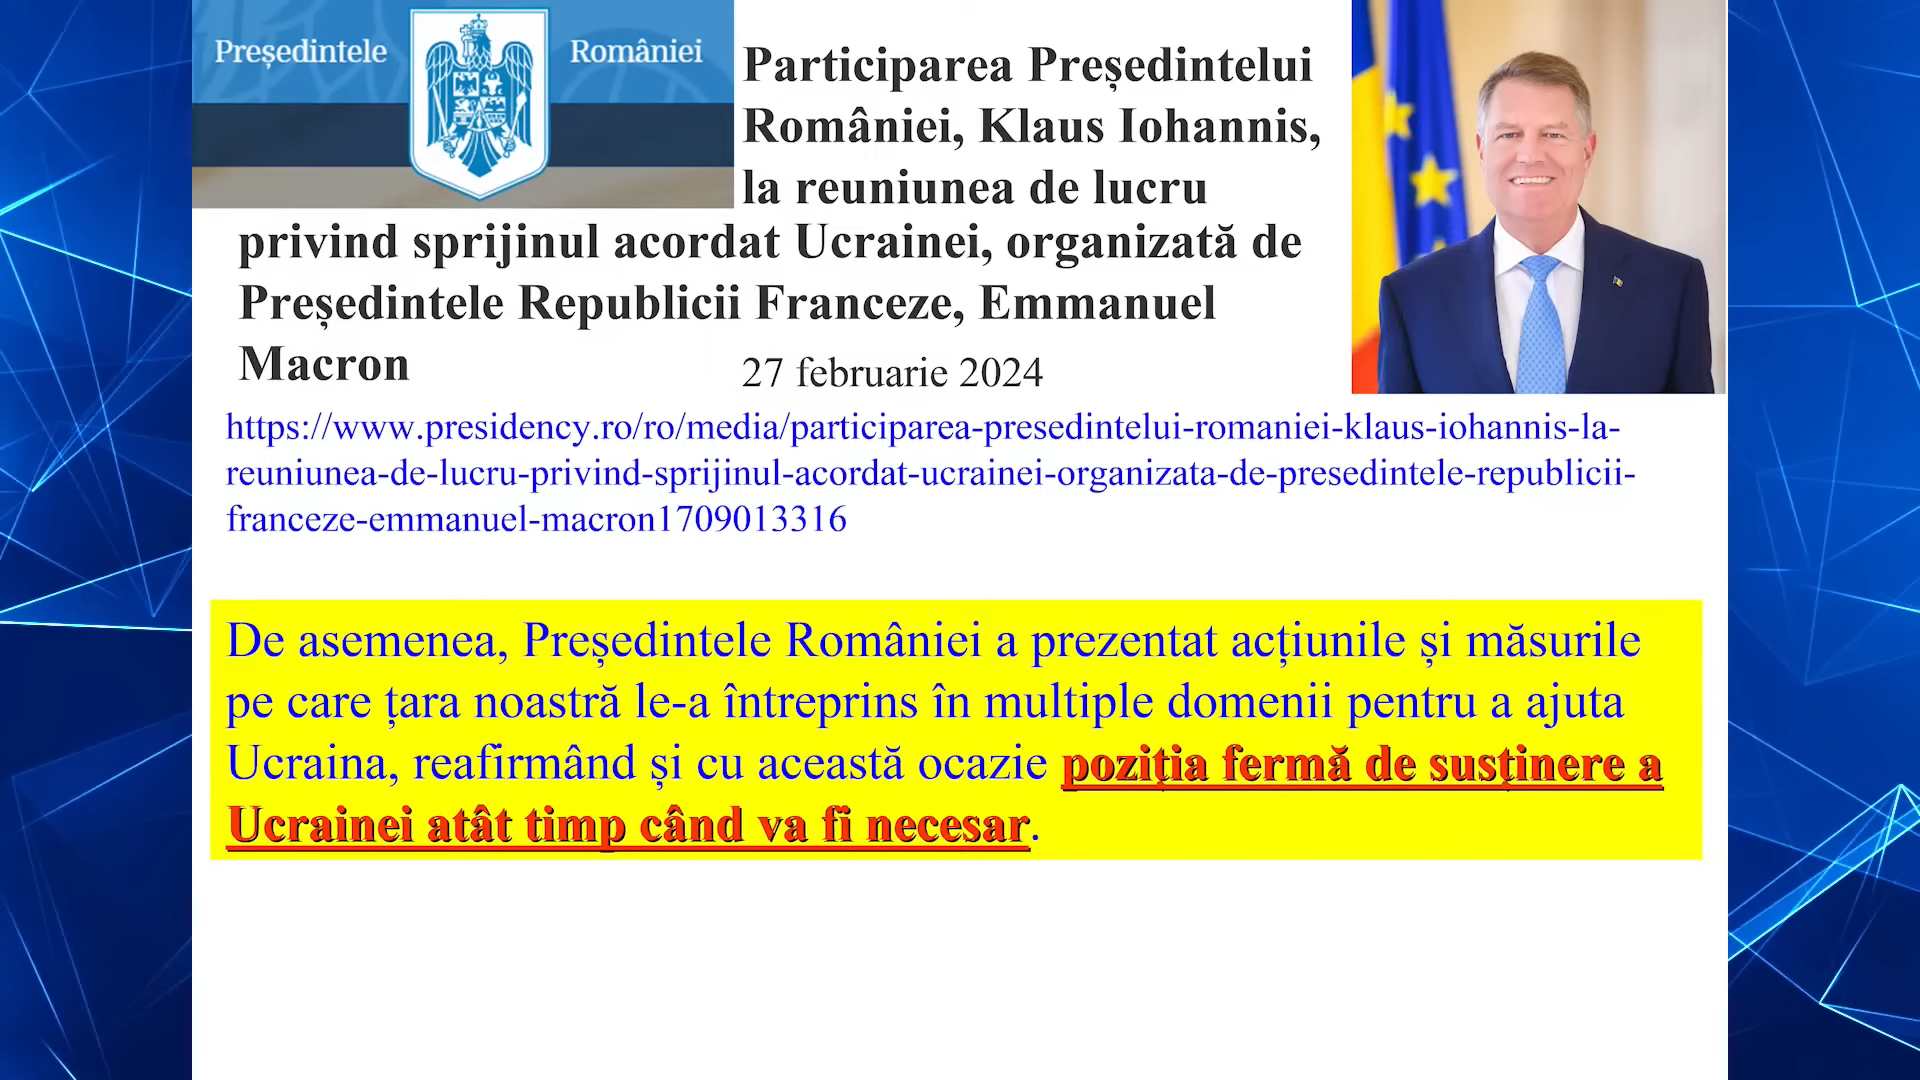 Președintele României
Participarea Președintelui
României, Klaus Iohannis,
la reuniunea de lucru
privind sprijinul acordat Ucrainei, organizată de
Președintele Republicii Franceze, Emmanuel
Macron
27 februarie 2024
https://www.presidency.ro/ro/media/participarea-presedintelui-romaniei-klaus-iohannis-la-
reuniunea-de-lucru-privind-sprijinul-acordat-ucrainei-organizata-de-presedintele-republicii-
franceze-emmanuel-macron1709013316
De asemenea, Președintele României a prezentat acțiunile și măsurile
pe care țara noastră le-a întreprins în multiple domenii pentru a ajuta
Ucraina, reafirmând și cu această ocazie poziția fermă de susținere a
Ucrainei atât timp când va fi necesar.